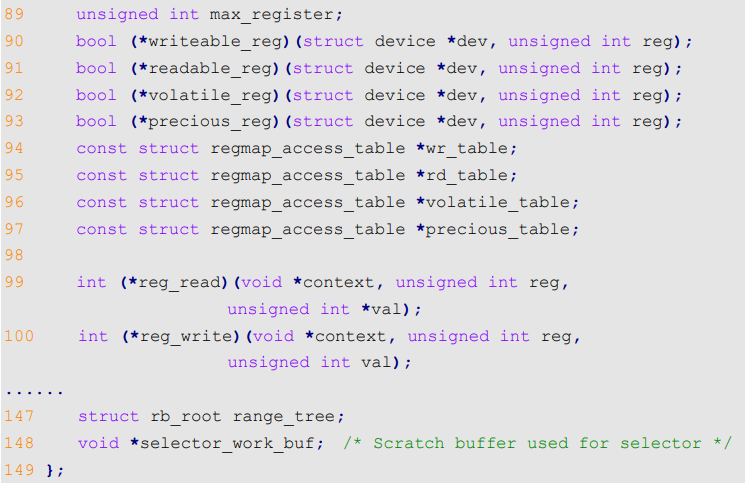 89 unsigned int max_register;
90 bool (*writeable_reg)(struct device *dev, unsigned int reg);
91 bool (*readable_reg)(struct device *dev, unsigned int reg);
92 bool (*volatile_reg)(struct device *dev, unsigned int reg);
93 bool (*precious_reg)(struct device *dev, unsigned int reg);
94 const struct regmap_access_table *wr_table;
95 const struct regmap_access_table *rd_table;
96 const struct regmap_access_table *volatile_table;
97 const struct regmap_access_table *precious_table;
98
99 int (*reg_read)(void *context, unsigned int reg,
unsigned int *val);
100 int (*reg_write)(void *context, unsigned int reg,
unsigned int val);
......
147 struct rb_root range_tree;
148 void *selector_work_buf; /* Scratch buffer used for selector */
149 };